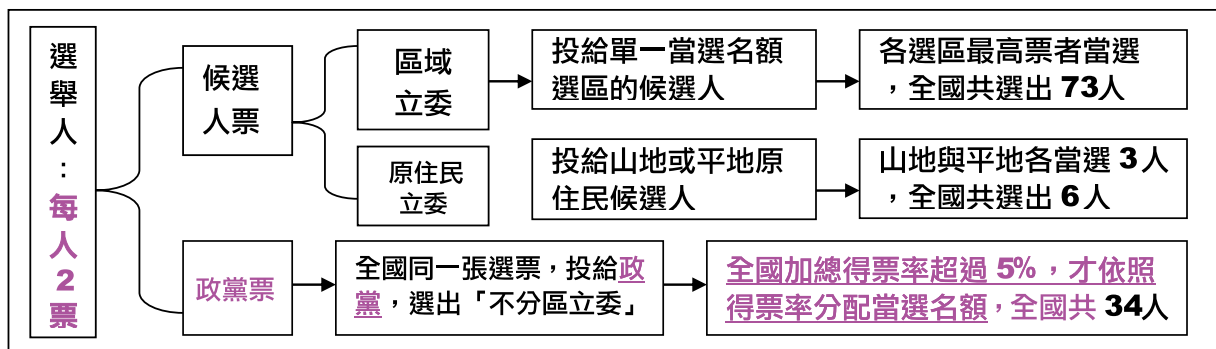 選舉人：每人2票
候選
人票
區域
立委
投給單一當選名額
選區的候選人
各選區最高票者當選
，全國共選出 73人
原住民
立委
投給山地或平地原
住民候選人
山地與平地各當選 3人
，全國共選出 6人
政黨票
全國同一張選票，投給政
黨，選出「不分區立委」
全國加總得票率超過 5%，才依照
得票率分配當選名額，全國共 34人